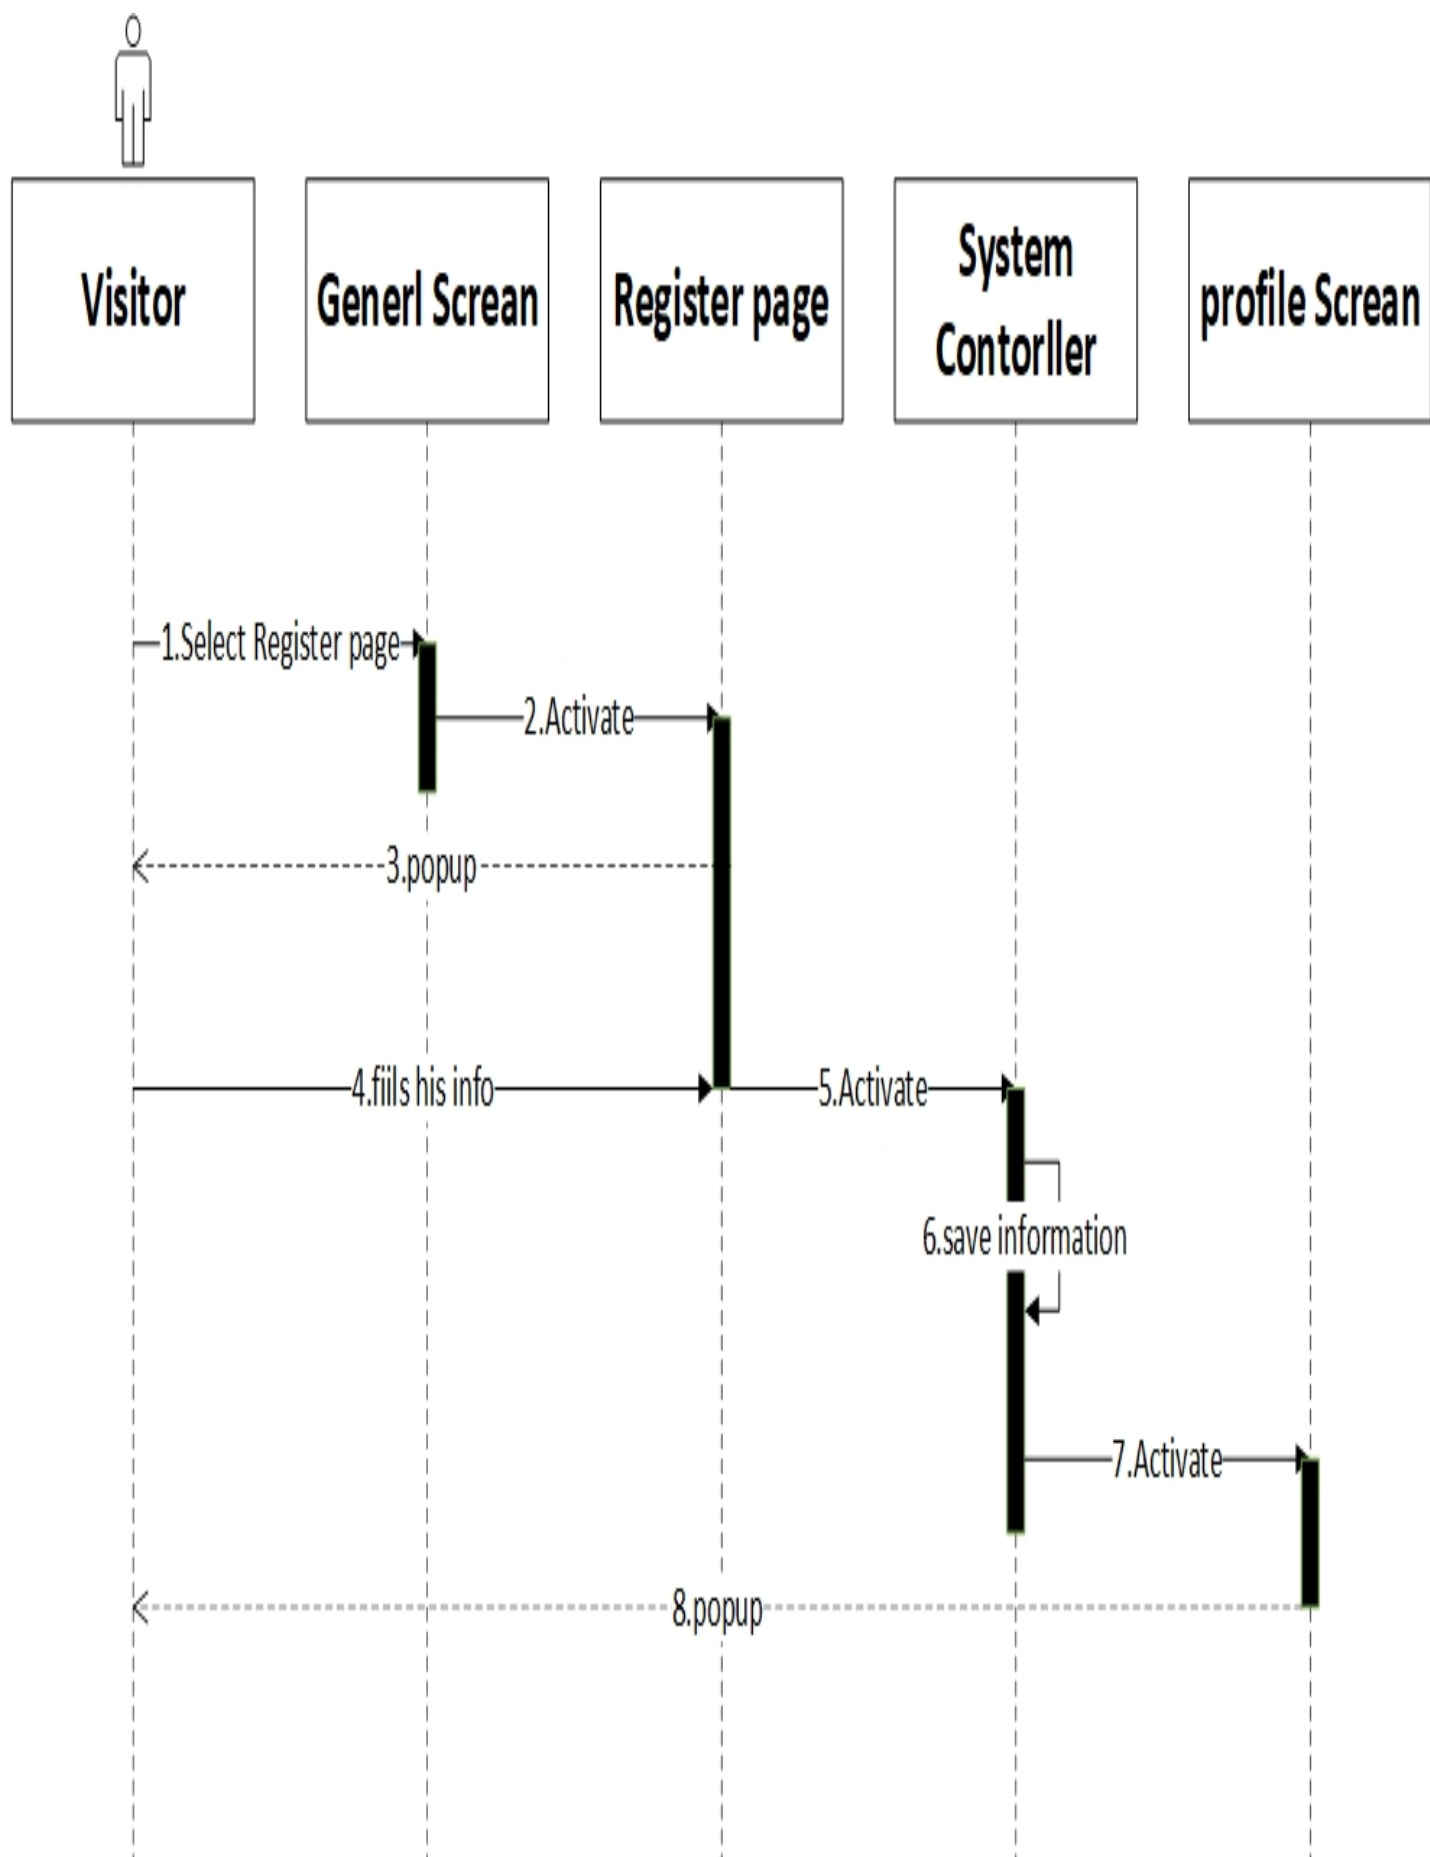 Visitor
Generl Screan
Register page
System
Contorller
profile Screan
1.Select Register page
2.Activate
3.popup
4.fiils his info
5.Activate
6.save information
7.Activate
8.popup